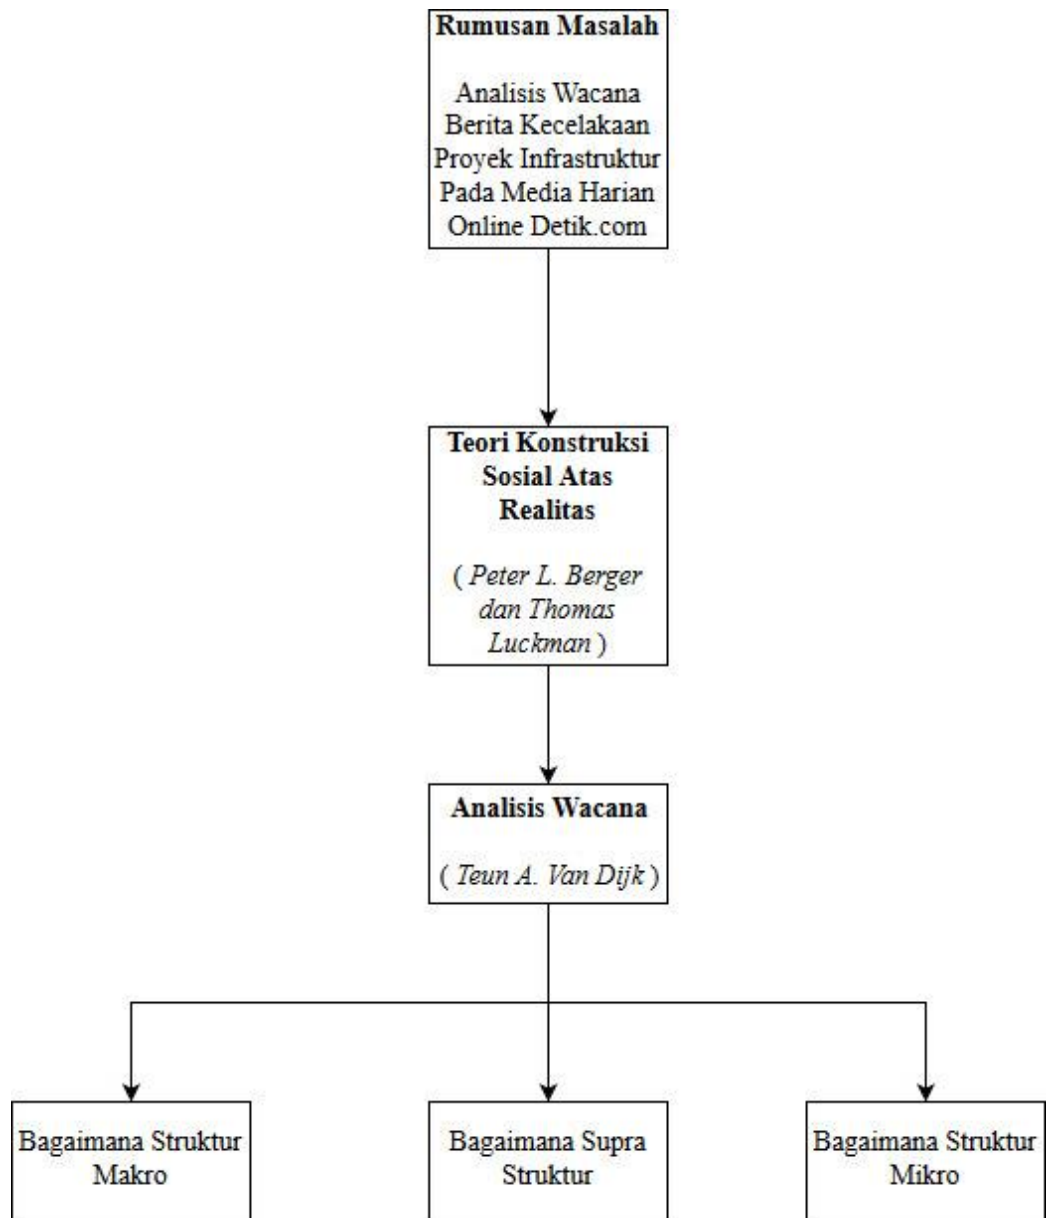 Rumusan Masalah
Analisis Wacana
Berita Kecelakaan
Proyek Infrastruktur
Pada Media Harian
Online Detik.com
Teori Konstruksi
Sosial Atas
Realitas
( Peter L. Berger
dan Thomas
Luckman )
Analisis Wacana
( Teun A. Van Dijk )
Bagaimana Struktur
Makro
Bagaimana Supra
Struktur
Bagaimana Struktur
Mikro